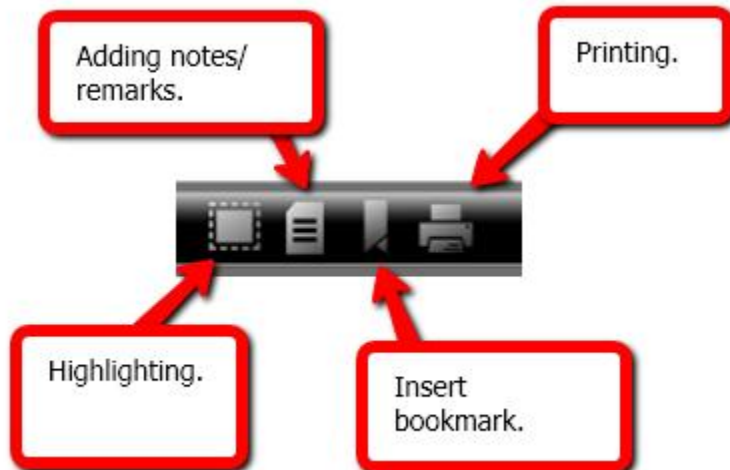 Adding notes/
remarks.
Printing.
Highlighting.
Insert
bookmark.